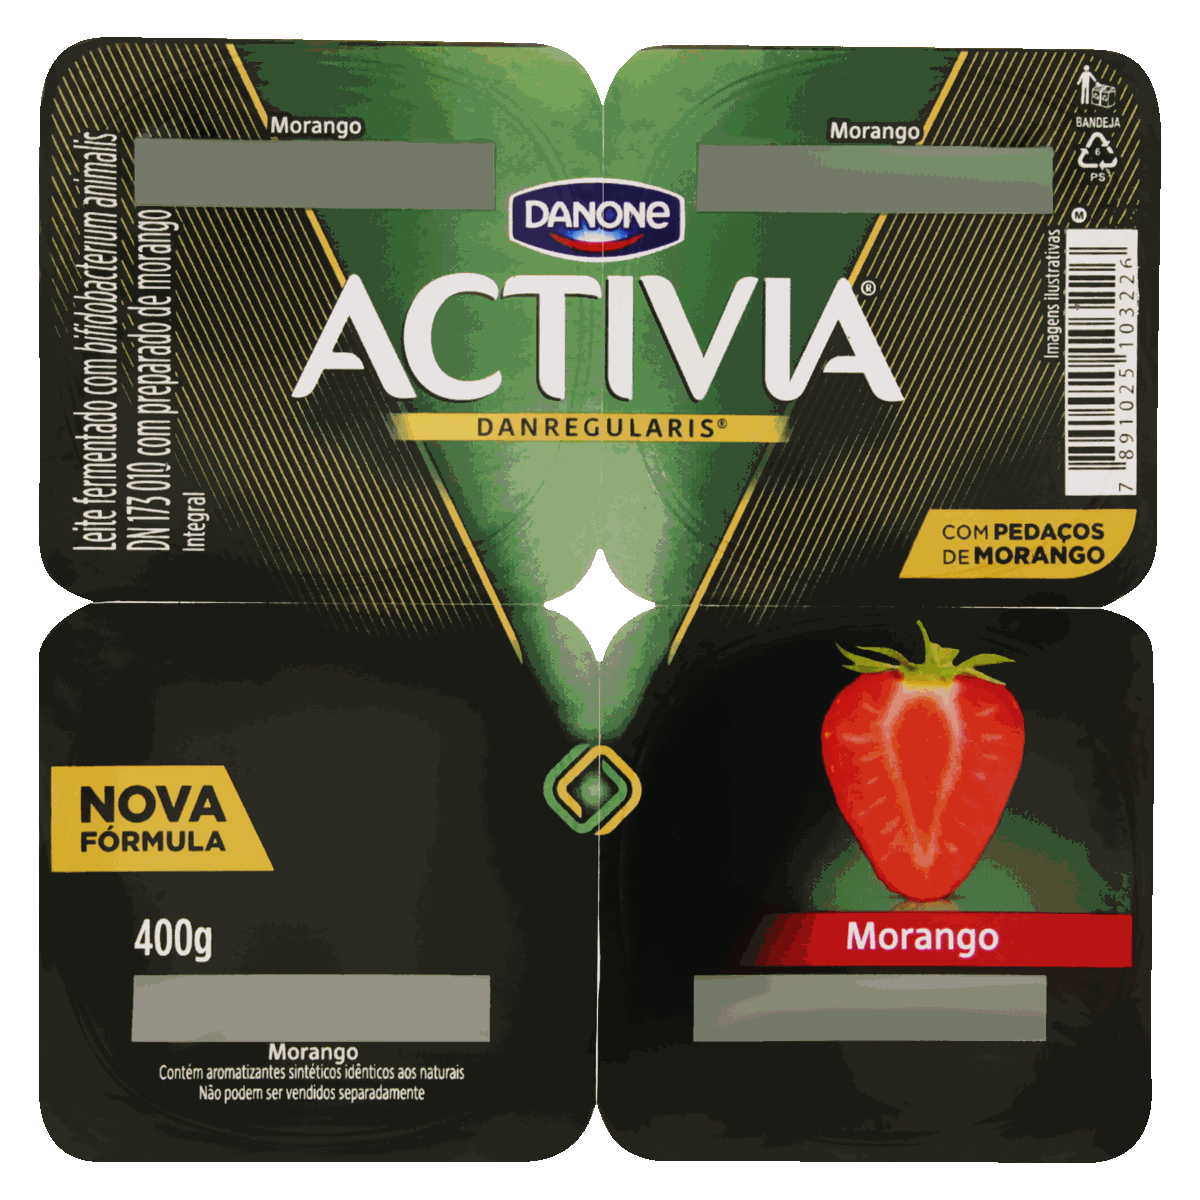 Morango
Morango
BANDEJA
6
PS
DANONE
M
ACTIVIA®
DANREGULARIS®
Leite fermentado com bifidobacterium animalis
DN 173 010 com preparado de morango
Integral
Imagens ilustrativas
7 891025 103226
COM PEDAÇOS
DE MORANGO
NOVA
FÓRMULA
400g
Morango
Morango
Contém aromatizantes sintéticos idênticos aos naturais
Não podem ser vendidos separadamente